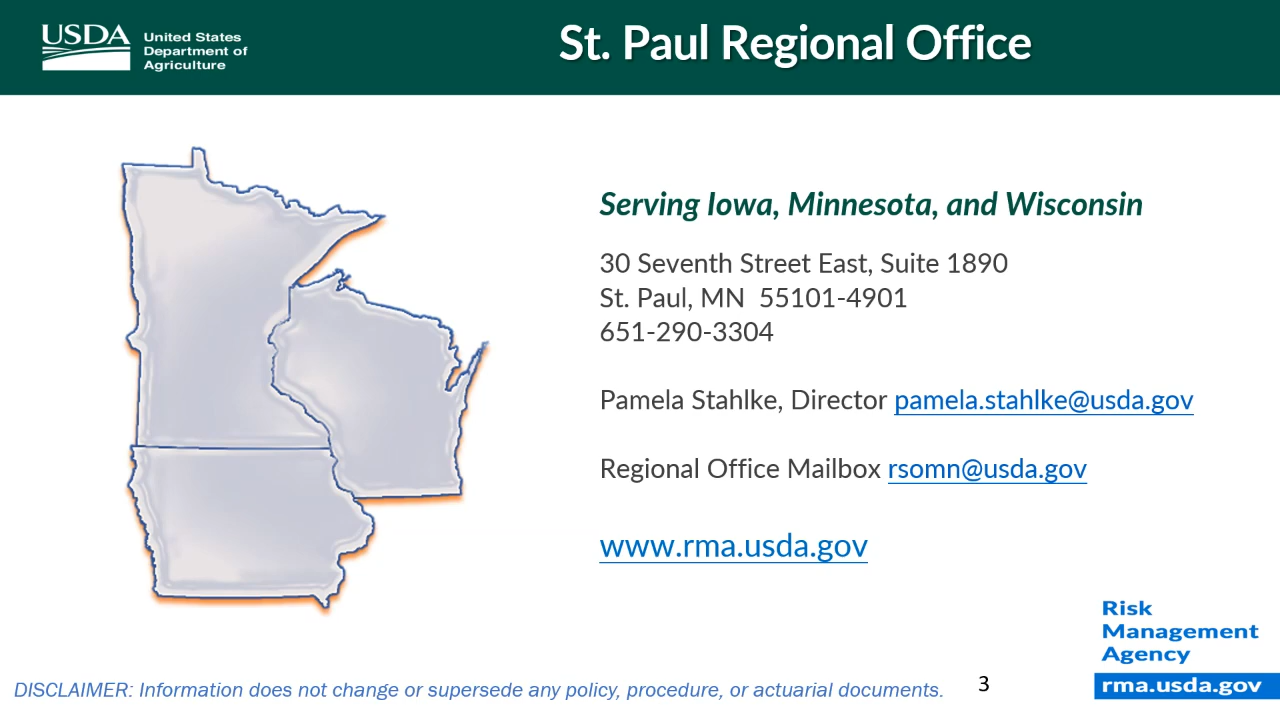 USDA
United States
Department of
Agriculture
St. Paul Regional Office
Serving Iowa, Minnesota, and Wisconsin
30 Seventh Street East, Suite 1890
St. Paul, MN  55101-4901
651-290-3304
Pamela Stahlke, Director pamela.stahlke@usda.gov
Regional Office Mailbox rsomn@usda.gov
www.rma.usda.gov
Risk
Management
Agency
rma.usda.gov
DISCLAIMER: Information does not change or supersede any policy, procedure, or actuarial documents.
3